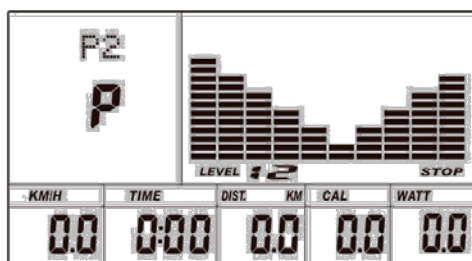 P2
P
LEVEL 12 STOP
KM/H TIME DIST. KM CAL WATT
0.0 0:00 0.0 0.0 0.0